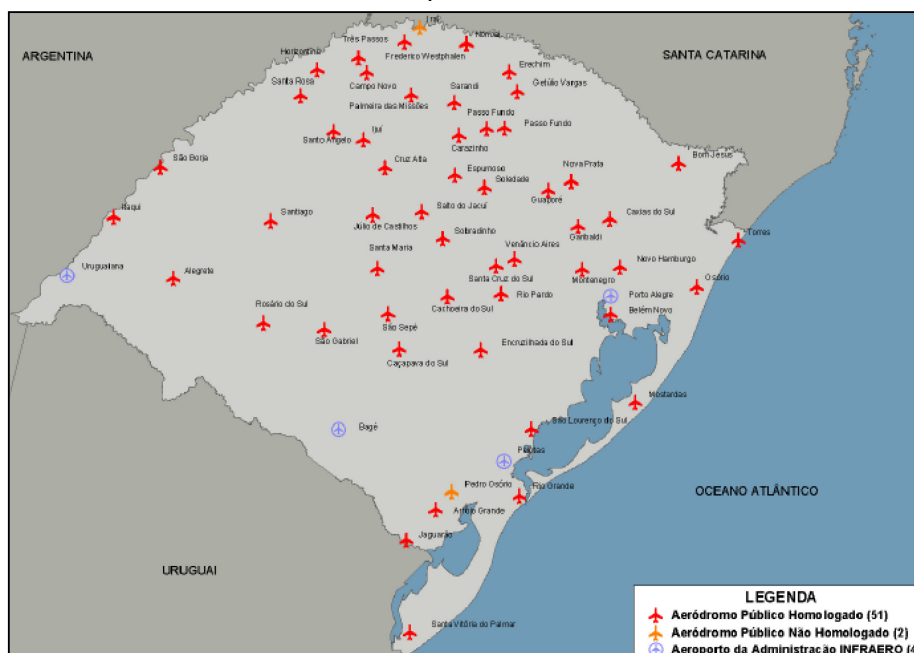 Iraí
Três Passos
Nonoai
ARGENTINA
Horizontina
Frederico Westphalen
SANTA CATARINA
Erechim
Santa Rosa
Campo Novo
Sarandi
Getúlio Vargas
Palmeira das Missões
Passo Fundo
Passo Fundo
Santo Angelo
Ijuí
Carazinho
São Borja
Cruz Alta
Bom Jesus
Espumoso
Nova Prata
Soledade
Guaporé
Itaqui
Santiago
Salto do Jacuí
Caxias do Sul
Júlio de Castilhos
Sobradinho
Garibaldi
Torres
Santa Maria
Venâncio Aires
Uruguaiana
Alegrete
Santa Cruz do Sul
Montenegro
Novo Hamburgo
Osório
Rio Pardo
Porto Alegre
Rosário do Sul
Cachoeira do Sul
Belém Novo
São Sepé
São Gabriel
Encruzilhada do Sul
Caçapava do Sul
Mostardas
São Lourenço do Sul
Bagé
Pelotas
Pedro Osório
Rio Grande
OCEANO ATLÂNTICO
Arroio Grande
Jaguarão
URUGUAI
Santa Vitória do Palmar
LEGENDA
Aeródromo Público Homologado (51)
Aeródromo Público Não Homologado (2)
Aeroporto da Administração INFRAERO (4